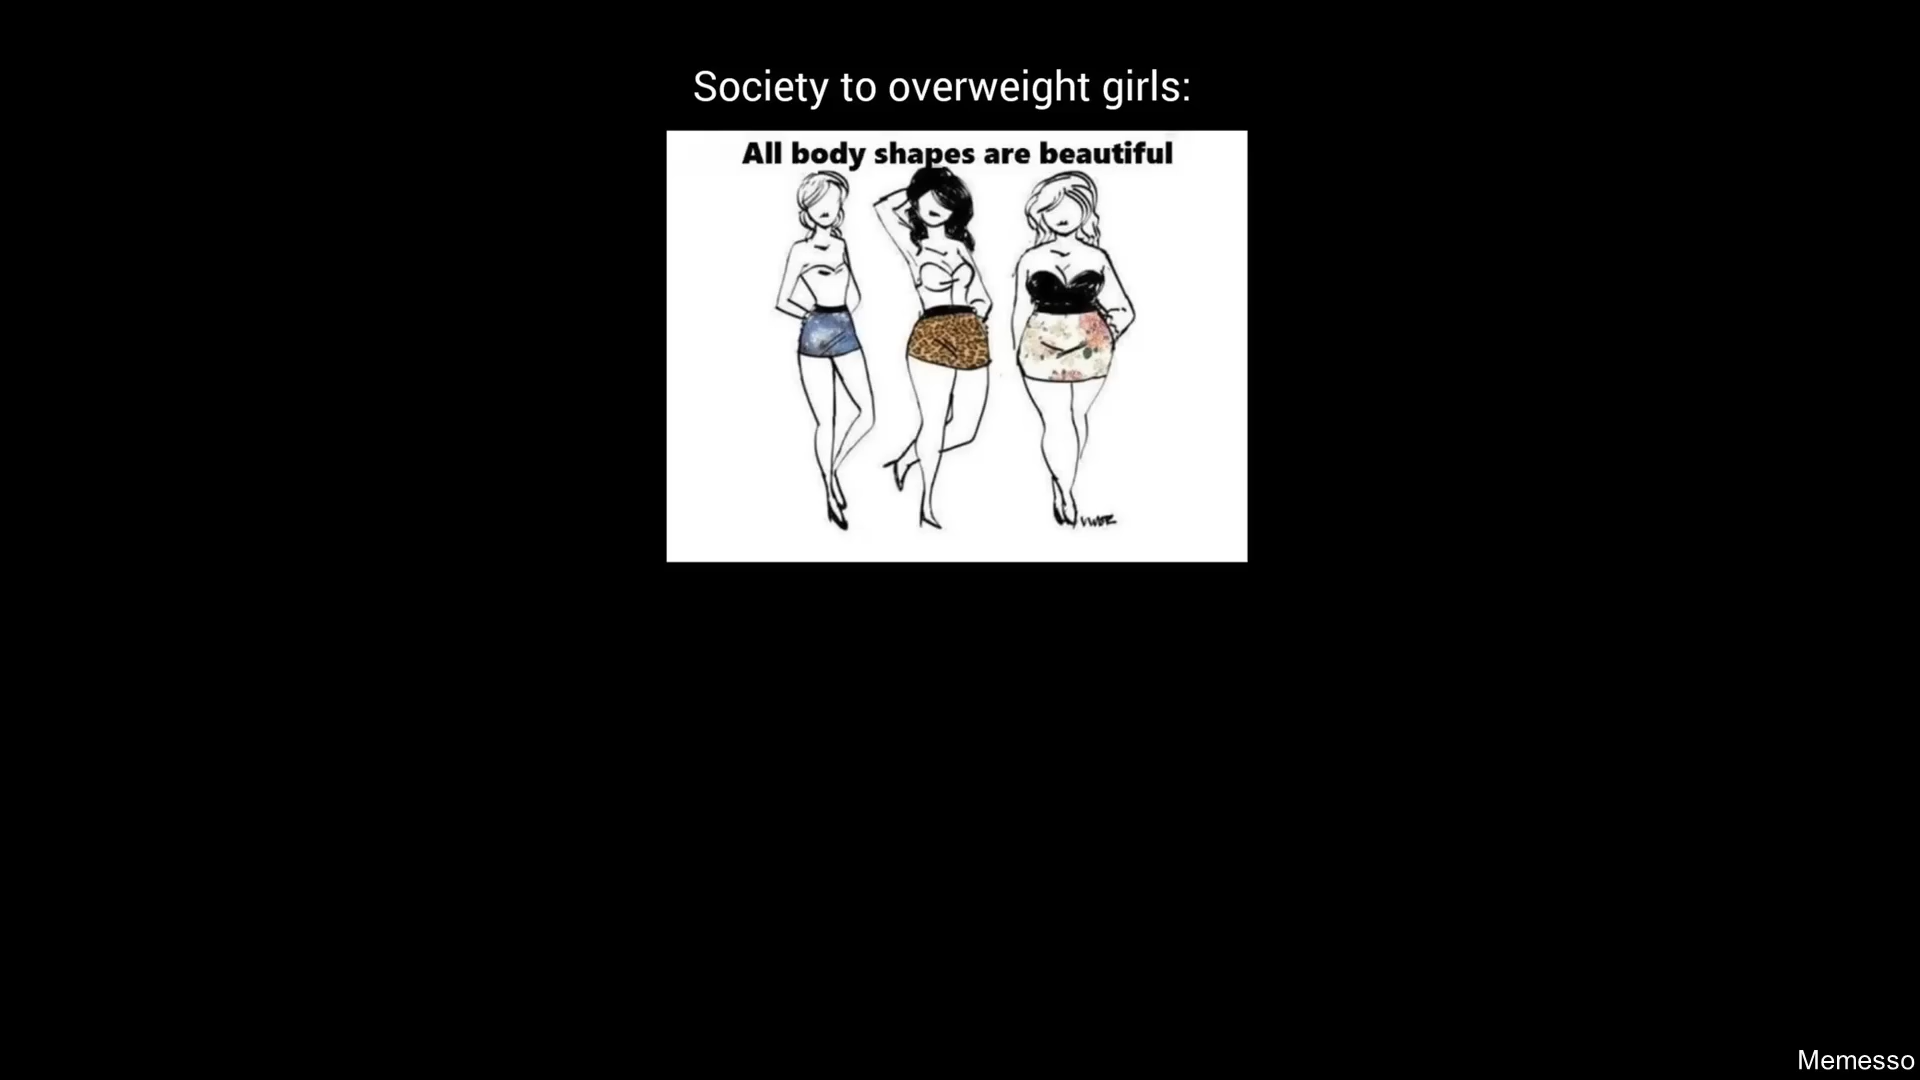 Society to overweight girls:
All body shapes are beautiful
Memesso